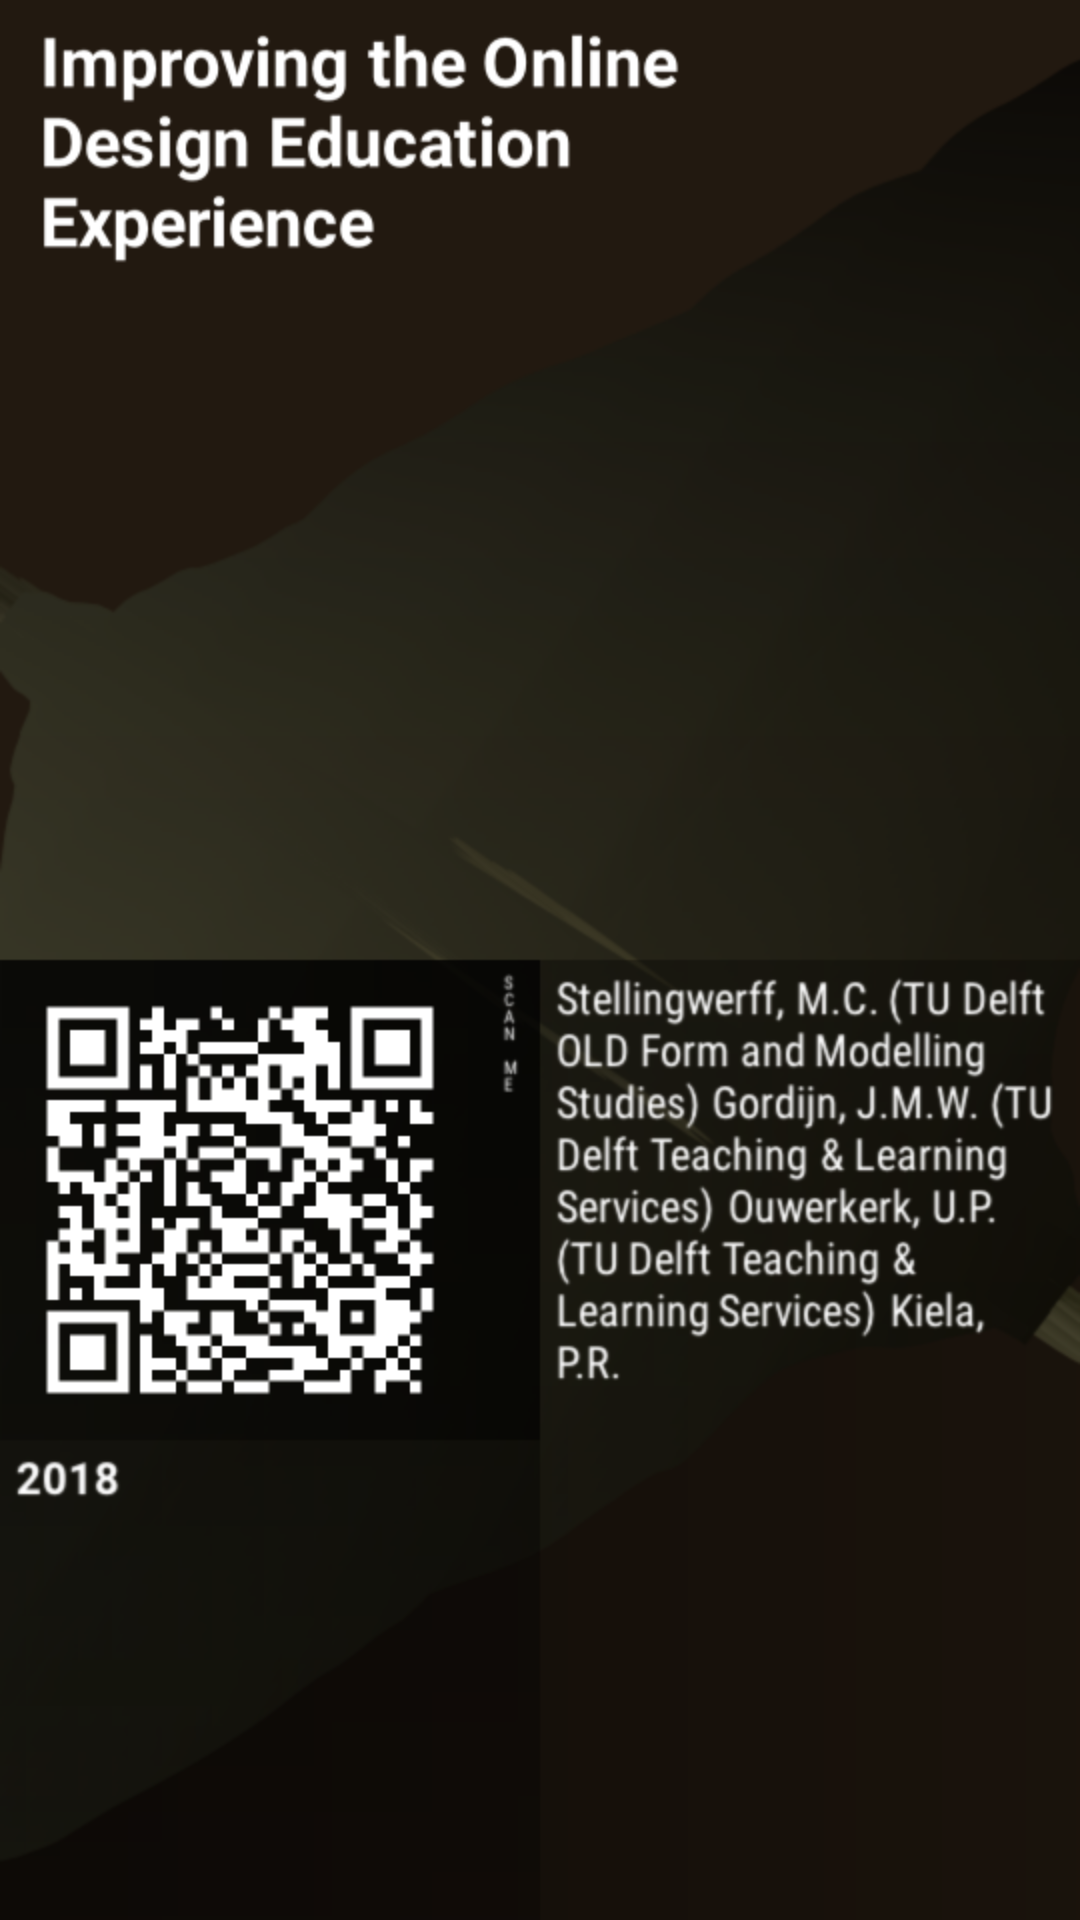 Improving the Online
Design Education
Experience
SCAN ME
Stellingwerff, M.C. (TU Delft
OLD Form and Modelling
Studies) Gordijn, J.M.W. (TU
Delft Teaching & Learning
Services) Ouwerkerk, U.P.
(TU Delft Teaching &
Learning Services) Kiela,
P.R.
2018